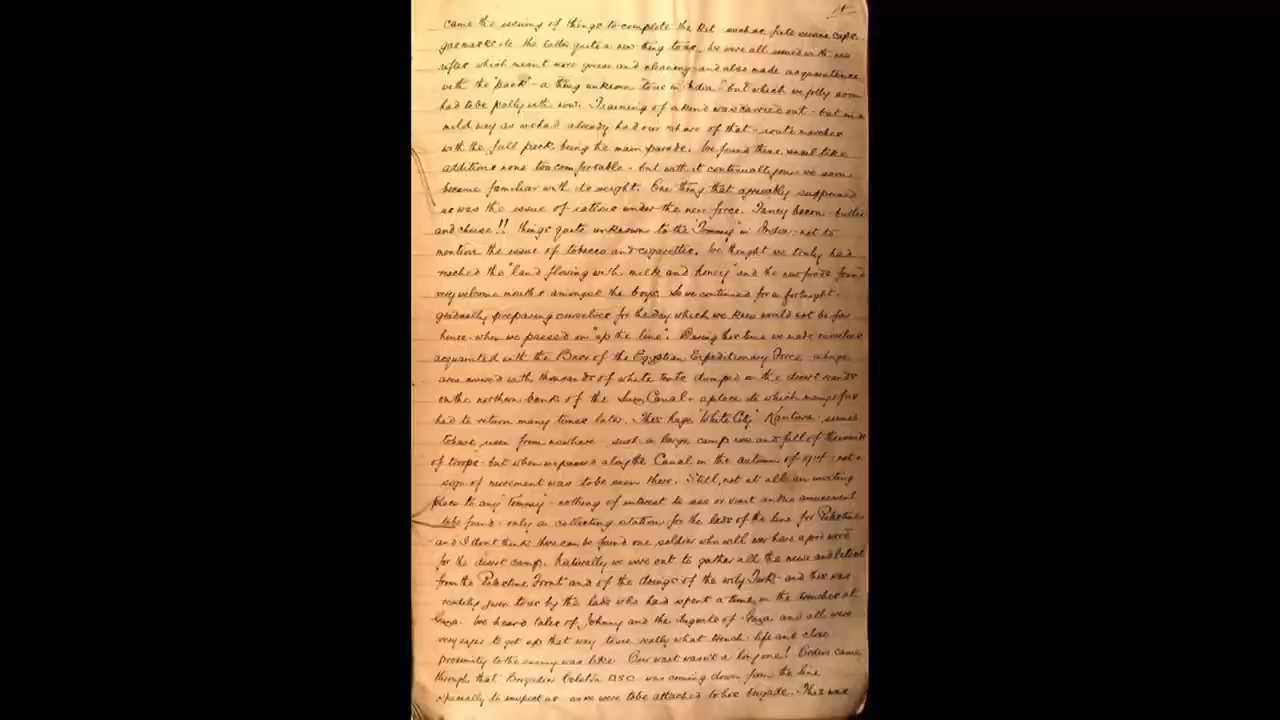 14
came the issuing of things to complete the kit such as
gas masks etc the latter quite a new thing to us. We were all issued with new
rifles which meant more grease and cleaning - and also made acquaintance
with the "pack" - a thing unknown to us in "India" but which we jolly soon
had to be pally with now. Training of a kind was carried out - but in a
mild way as we had already had our share of that - route marches
with the full pack being the main parade. We found these
additions none too comfortable - but with it continually on we soon
became familiar with its weight. One thing that agreeably surprised
us was the issue of rations under the new force. Fancy bacon - butter
and cheese!! things quite unknown to the "Tommy" in India - not to
mention the issue of tobacco and cigarettes. We thought we truly had
reached the "land flowing with milk and honey" and the new foods found
very welcome mouths amongst the boys. So we continued for a fortnight -
gradually preparing ourselves for the day which we knew would not be far
hence - when we passed on "up the line". During this time we made ourselves
acquainted with the Base of the Egyptian Expeditionary Force - a huge
area covered with thousands of white tents dumped in the desert sands
on the northern banks of the Suez Canal - a place to which many of us
had to return many times later. This huge "White City" Kantara - seemed
to have risen from nowhere - such a large camp now and full of thousands
of troops - but when we passed along the Canal in the autumn of 1914 - not a
sign of movement was to be seen there. Still, not at all an inviting
place to any "Tommy" - nothing of interest to see or visit and no amusement
to be found - only a collecting station for the lads of the line for Palestine
and I don't think there can be found one soldier who will ever have a good word
for the desert camp. Naturally we were out to gather all the news and latest
from the "Palestine Front" and of the doings of the wily Turk - and this was
readily given to us by the lads who had spent a time in the trenches at
Gaza. We heard tales of Johnny and the of Gaza and all were
very eager to get up that way to see really what trench life and close
proximity to the enemy was like. Our wait wasn't a long one! Orders came
through that Brigadier DSO was coming down from the line
specially to inspect us as we were to be attached to his brigade. This was